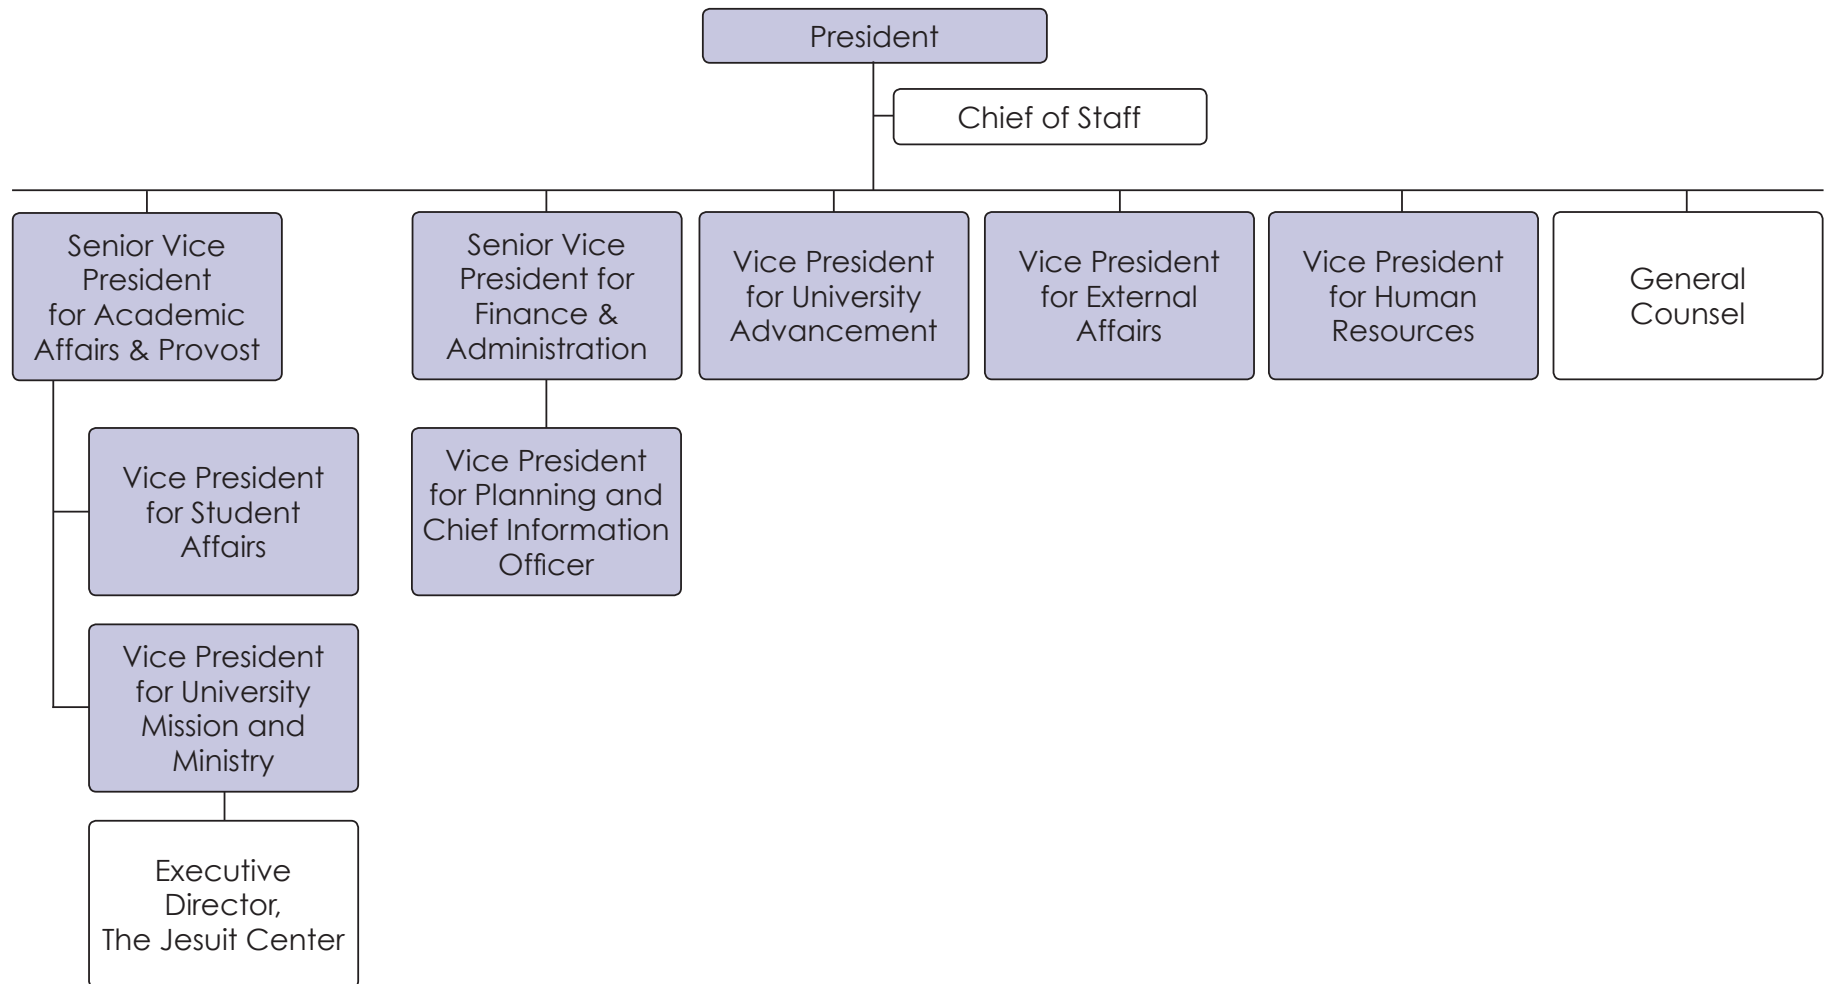 President
Chief of Staff
Senior Vice
President
for Academic
Affairs & Provost
Senior Vice
President for
Finance &
Administration
Vice President
for University
Advancement
Vice President
for External
Affairs
Vice President
for Human
Resources
General
Counsel
Vice President
for Student
Affairs
Vice President
for Planning and
Chief Information
Officer
Vice President
for University
Mission and
Ministry
Executive
Director,
The Jesuit Center